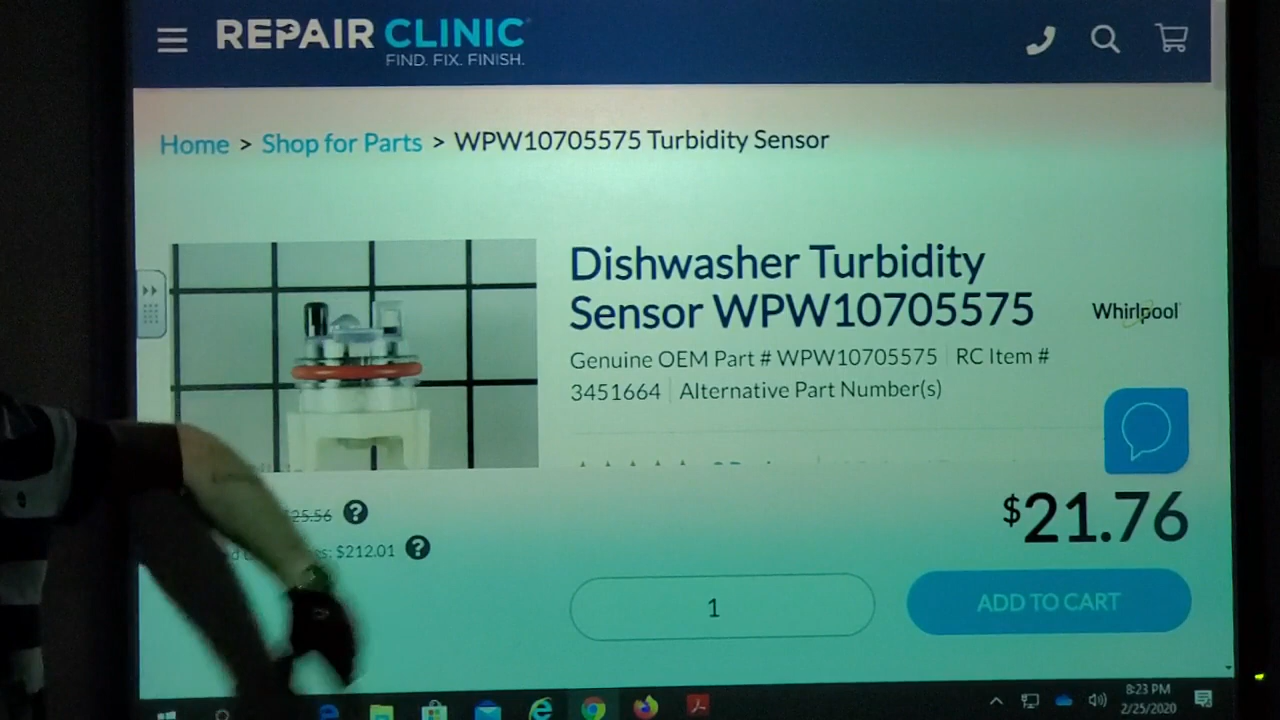 REPAIR CLINIC
FIND. FIX. FINISH.
Home > Shop for Parts > WPW10705575 Turbidity Sensor
Dishwasher Turbidity
Sensor WPW10705575
Whirlpool
Genuine OEM Part # WPW10705575 RC Item #
3451664 Alternative Part Number(s)
25.56 ?
$212.01 ?
$21.76
1
ADD TO CART
8:23 PM
2/25/2020